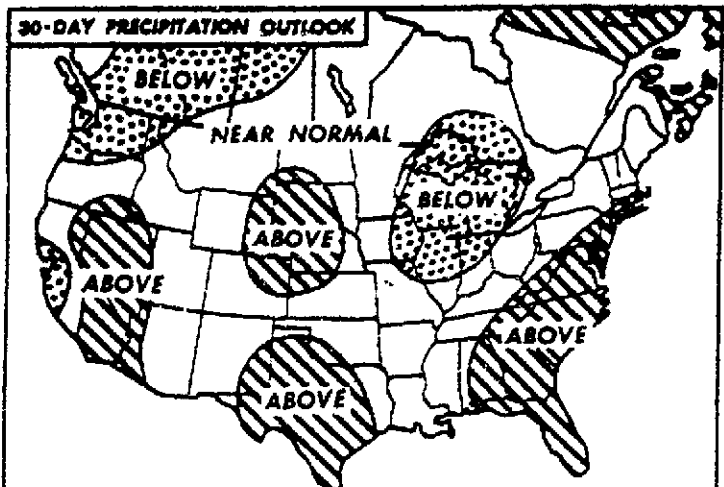 30-DAY PRECIPITATION OUTLOOK
BELOW
NEAR NORMAL
BELOW
ABOVE
ABOVE
ABOVE
ABOVE